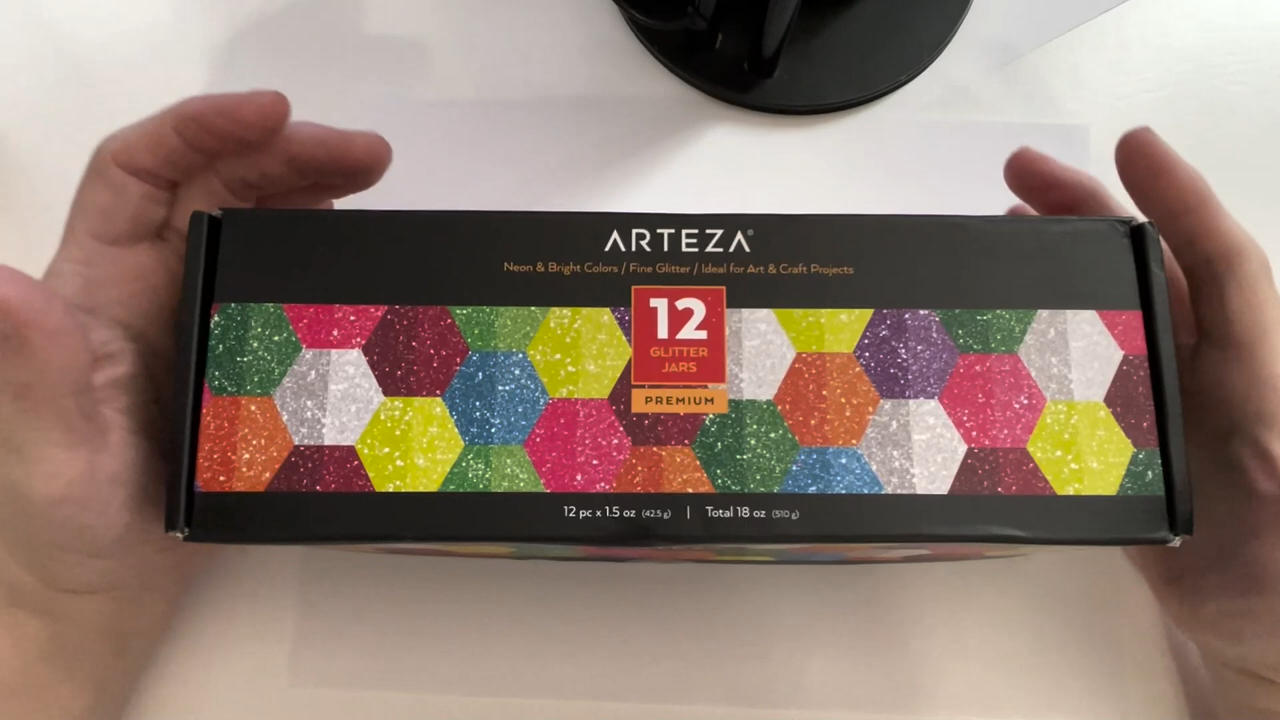 ARTEZA®
Neon & Bright Colors / Fine Glitter / Ideal for Art & Craft Projects
12
GLITTER
JARS
PREMIUM
12 pc x 1.5 oz (42.5 g) | Total 18 oz (510 g)